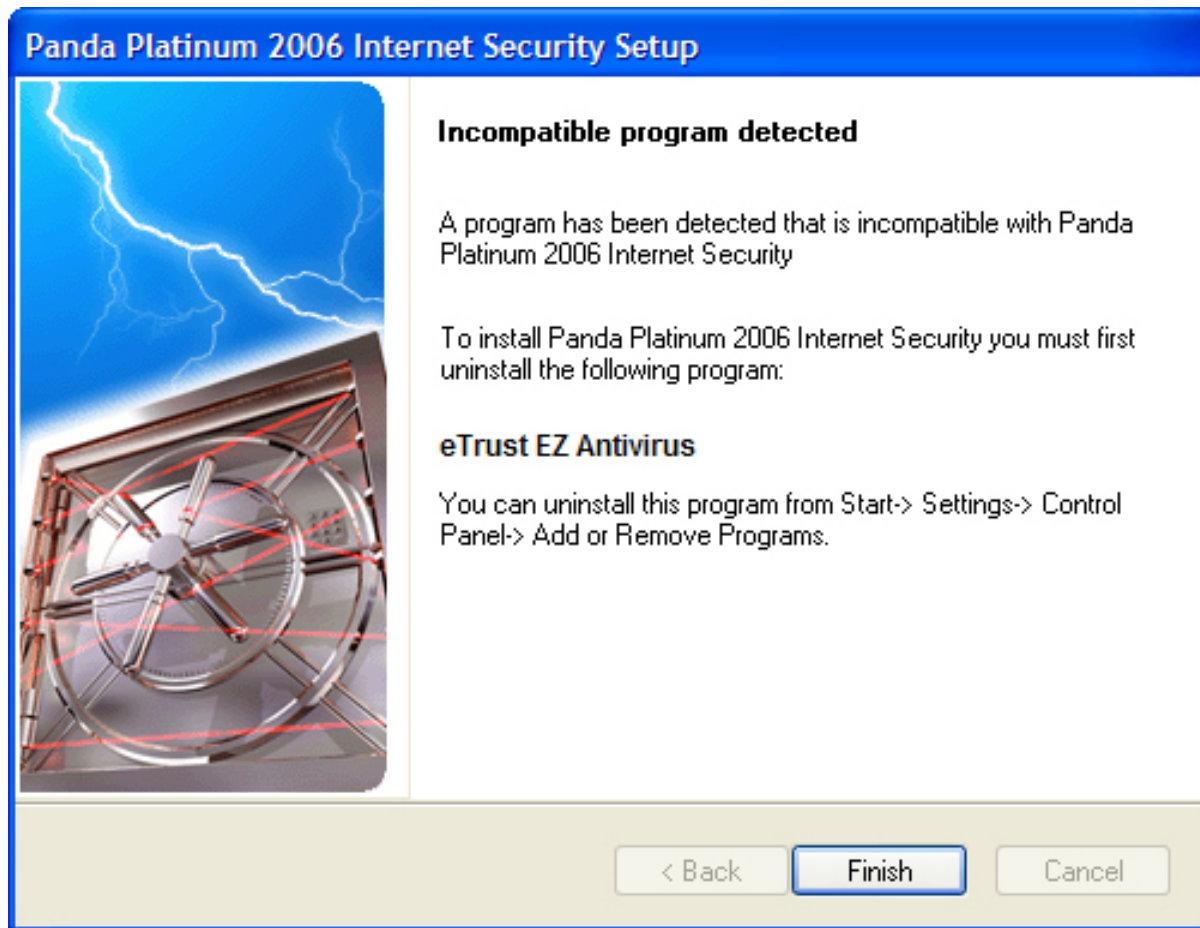 Panda Platinum 2006 Internet Security Setup
Incompatible program detected
A program has been detected that is incompatible with Panda
Platinum 2006 Internet Security
To install Panda Platinum 2006 Internet Security you must first
uninstall the following program:
eTrust EZ Antivirus
You can uninstall this program from Start-> Settings-> Control
Panel-> Add or Remove Programs.
< Back Finish Cancel